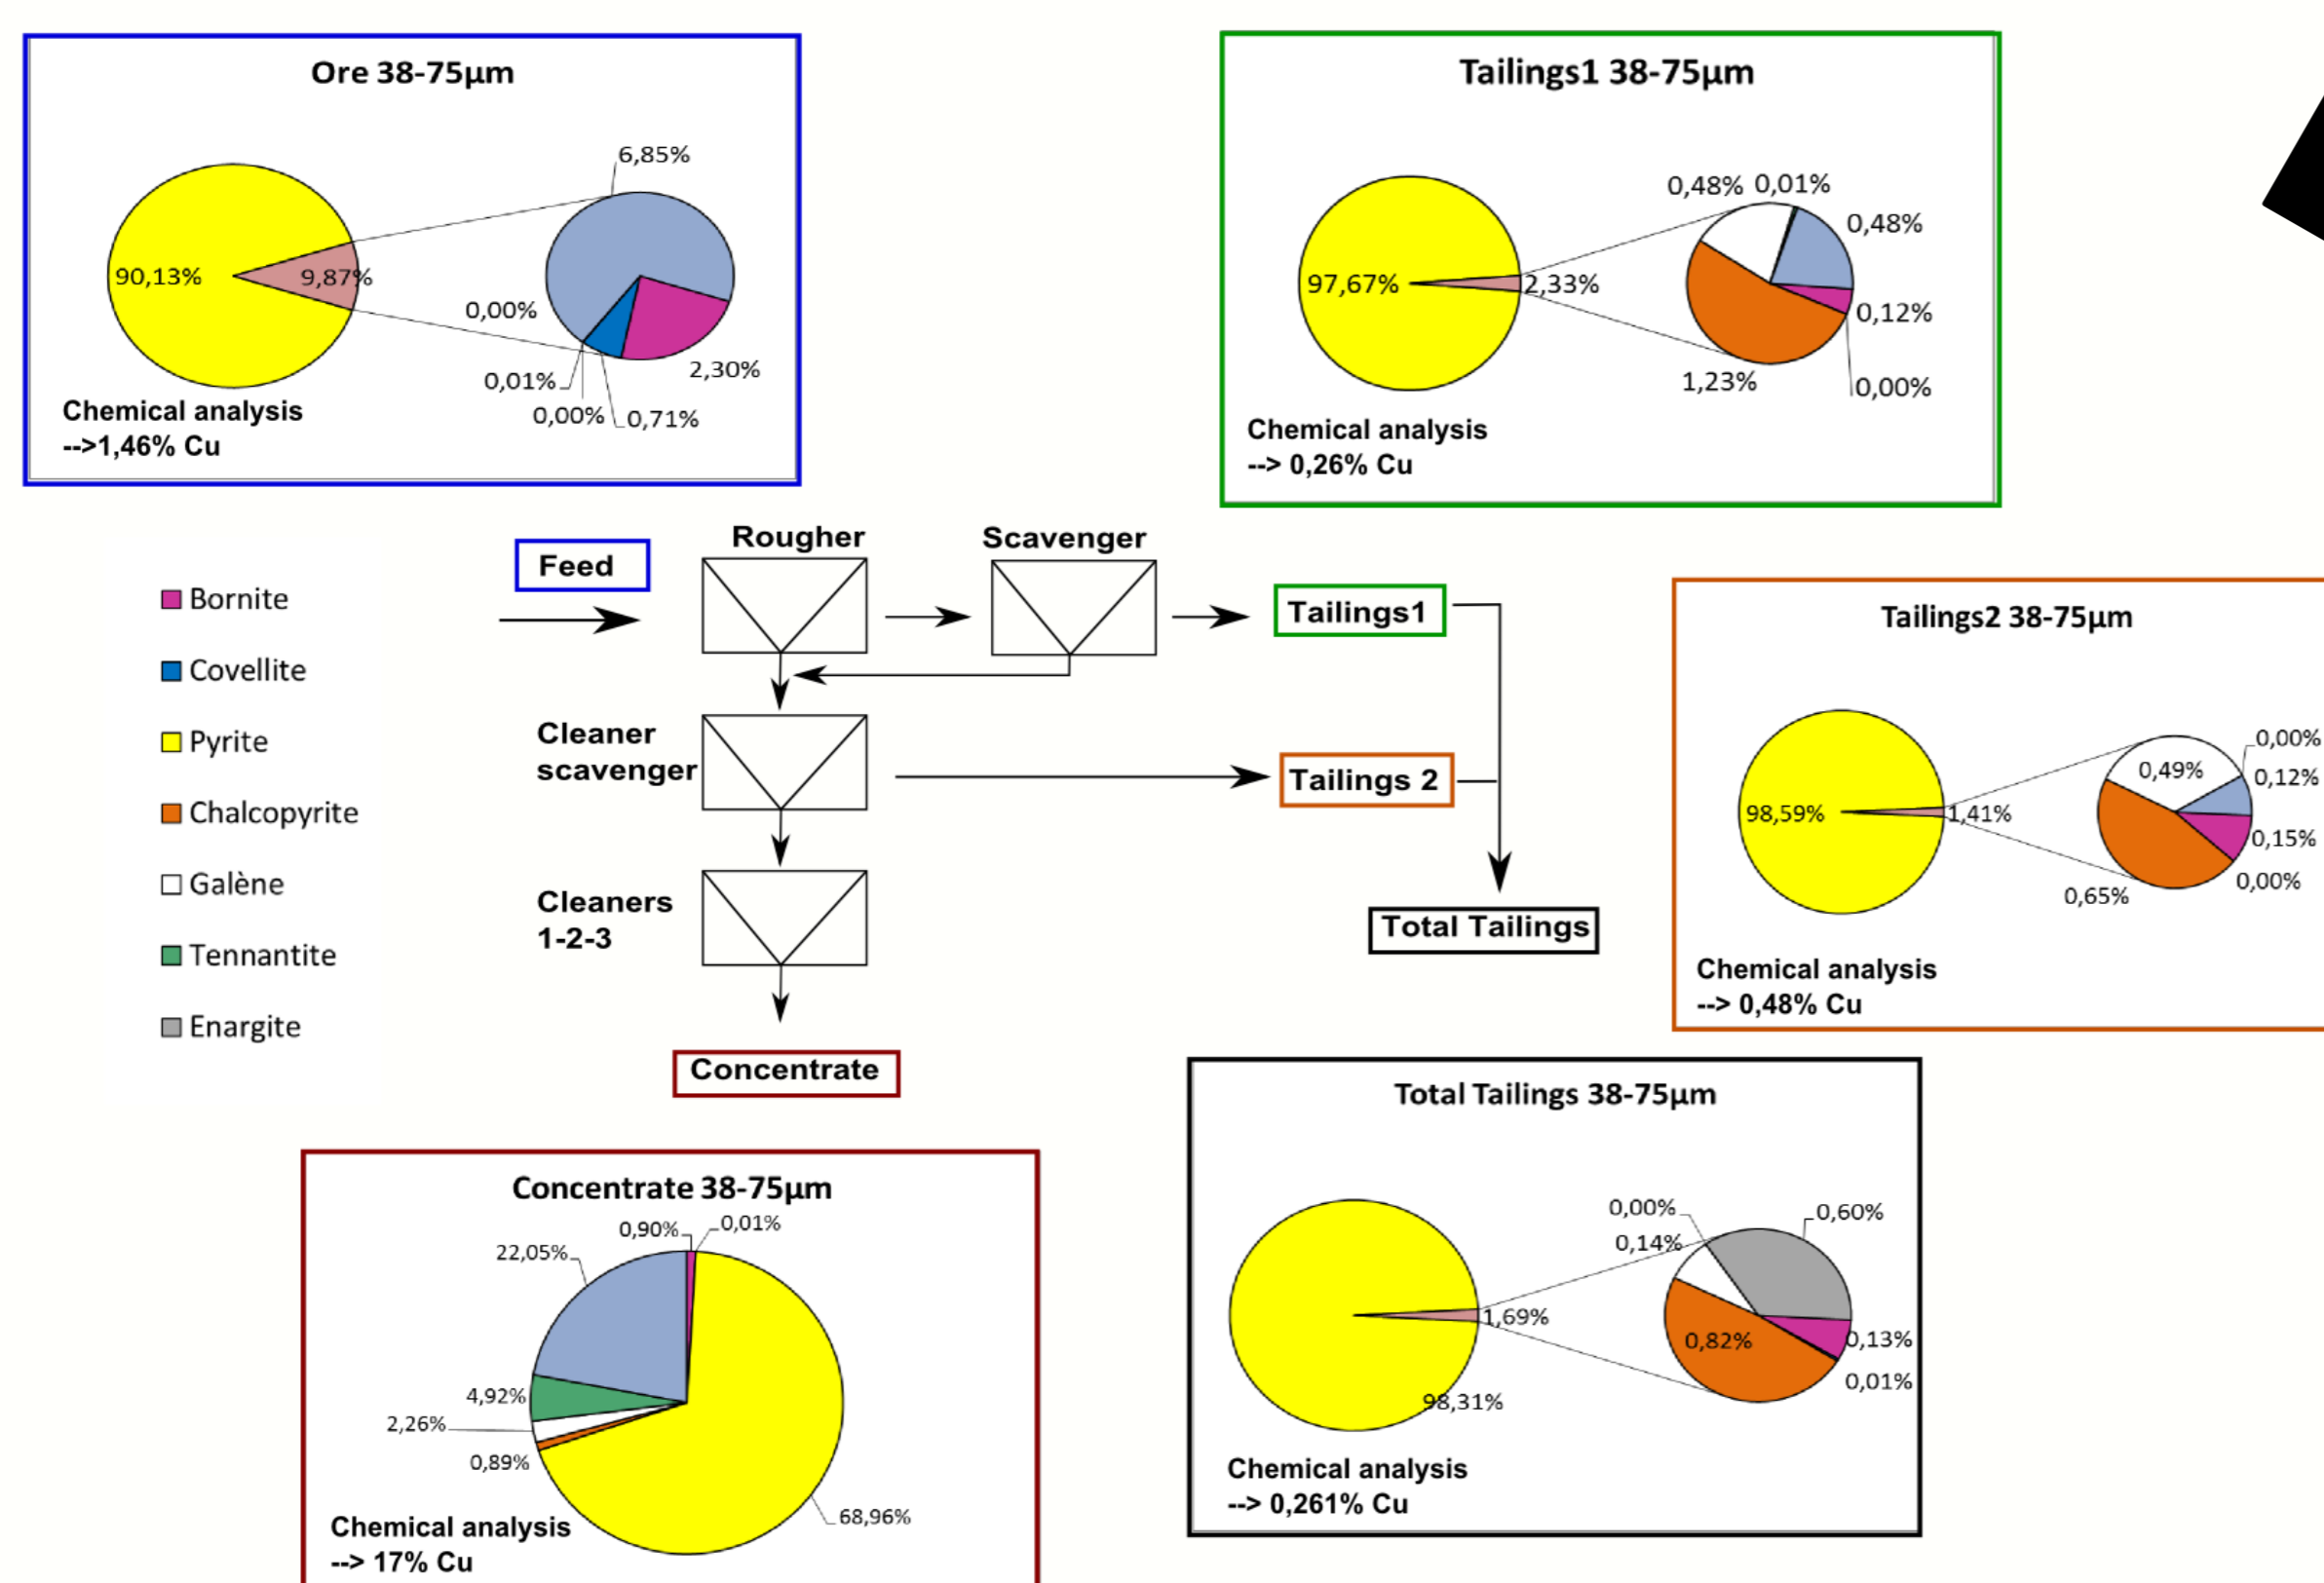 Ore 38-75µm
6,85%
90,13%
9,87%
0,00%
0,01%
0,00%
0,71%
2,30%
Chemical analysis
-->1,46% Cu
Tailings1 38-75µm
0,48%
0,01%
0,48%
97,67%
2,33%
0,12%
1,23%
0,00%
Chemical analysis
--> 0,26% Cu
Bornite
Covellite
Pyrite
Chalcopyrite
Galène
Tennantite
Enargite
Feed
Rougher
Scavenger
Tailings1
Cleaner
scavenger
Tailings 2
Cleaners
1-2-3
Total Tailings
Concentrate
Tailings2 38-75µm
0,00%
0,49%
0,12%
98,59%
1,41%
0,15%
0,00%
0,65%
Chemical analysis
--> 0,48% Cu
Concentrate 38-75µm
0,90%
0,01%
22,05%
4,92%
2,26%
0,89%
68,96%
Chemical analysis
--> 17% Cu
Total Tailings 38-75µm
0,00%
0,60%
0,14%
1,69%
0,82%
0,13%
0,01%
98,31%
Chemical analysis
--> 0,261% Cu